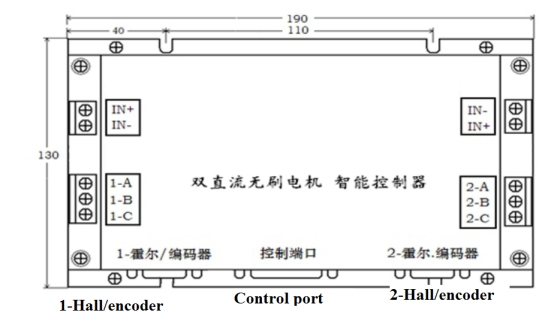 190
40
110
130
IN+
IN-
IN-
IN+
1-A
1-B
1-C
双直流无刷电机 智能控制器
2-A
2-B
2-C
1-霍尔/编码器
控制端口
2-霍尔.编码器
1-Hall/encoder
Control port
2-Hall/encoder